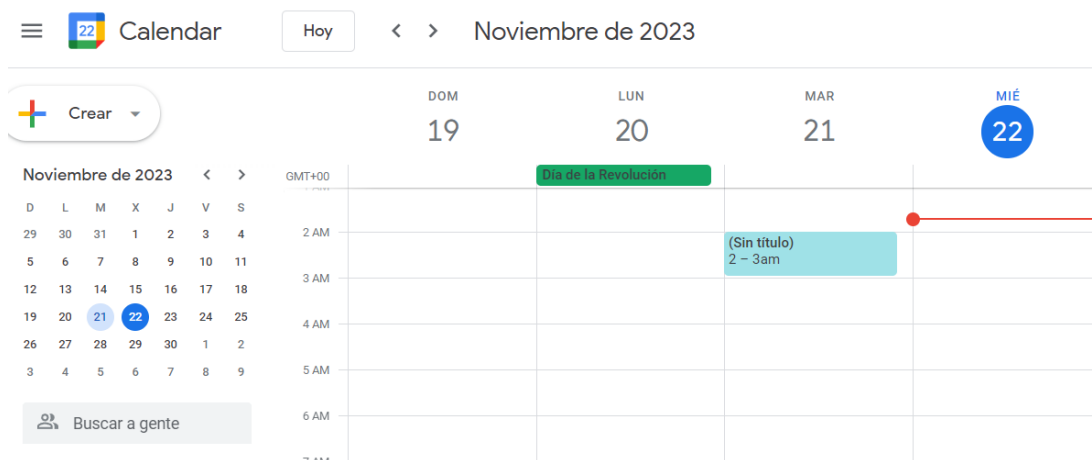 22 Calendar Hoy Noviembre de 2023
Crear
DOM LUN MAR MIÉ
19 20 21 22
Noviembre de 2023
GMT+00 Día de la Revolución
D L M X J V S
29 30 31 1 2 3 4
5 6 7 8 9 10 11
12 13 14 15 16 17 18
19 20 21 22 23 24 25
26 27 28 29 30 1 2
3 4 5 6 7 8 9
Buscar a gente
2 AM
(Sin título)
2 – 3am
3 AM
4 AM
5 AM
6 AM